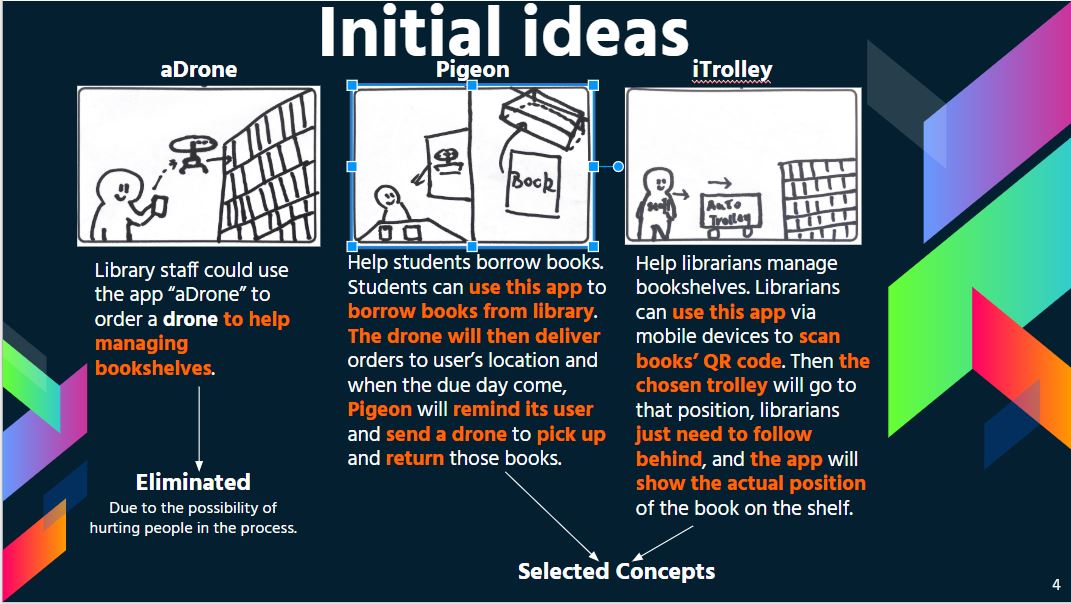 Initial ideas
aDrone
Library staff could use
the app “aDrone” to
order a drone to help
managing
bookshelves.
Eliminated
Due to the possibility of
hurting people in the process.
Pigeon
Book
Help students borrow books.
Students can use this app to
borrow books from library.
The drone will then deliver
orders to user’s location and
when the due day come,
Pigeon will remind its user
and send a drone to pick up
and return those books.
iTrolley
Staff
AuTo
Trolley
Help librarians manage
bookshelves. Librarians
can use this app via
mobile devices to scan
books’ QR code. Then the
chosen trolley will go to
that position, librarians
just need to follow
behind, and the app will
show the actual position
of the book on the shelf.
Selected Concepts
4